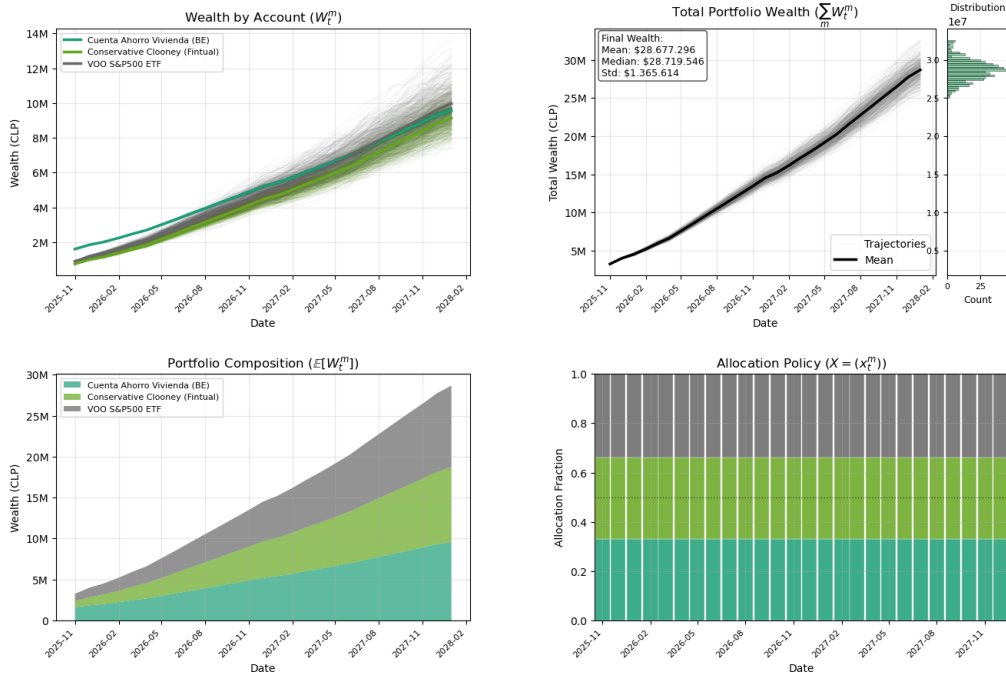 Wealth by Account (W_t^m)
Cuenta Ahorro Vivienda (BE)
Conservative Clooney (Fintual)
VOO S&P500 ETF
14M
12M
10M
8M
6M
4M
2M
Wealth (CLP)
2025-11
2026-02
2026-05
2026-08
2026-11
2027-02
2027-05
2027-08
2027-11
2028-02
Date
Total Portfolio Wealth (∑_m W_t^m)
Final Wealth:
Mean: $28.677.296
Median: $28.719.546
Std: $1.365.614
30M
25M
20M
15M
10M
5M
Total Wealth (CLP)
Trajectories
Mean
2025-11
2026-02
2026-05
2026-08
2026-11
2027-02
2027-05
2027-08
2027-11
2028-02
Date
Distribution
1e7
3.0
2.5
2.0
1.5
1.0
0.5
0
25
Count
Portfolio Composition (𝔼[W_t^m])
Cuenta Ahorro Vivienda (BE)
Conservative Clooney (Fintual)
VOO S&P500 ETF
30M
25M
20M
15M
10M
5M
0
Wealth (CLP)
2025-11
2026-02
2026-05
2026-08
2026-11
2027-02
2027-05
2027-08
2027-11
2028-02
Date
Allocation Policy (X = (x_t^m))
1.0
0.8
0.6
0.4
0.2
0.0
Allocation Fraction
2025-11
2026-02
2026-05
2026-08
2026-11
2027-02
2027-05
2027-08
2027-11
Date